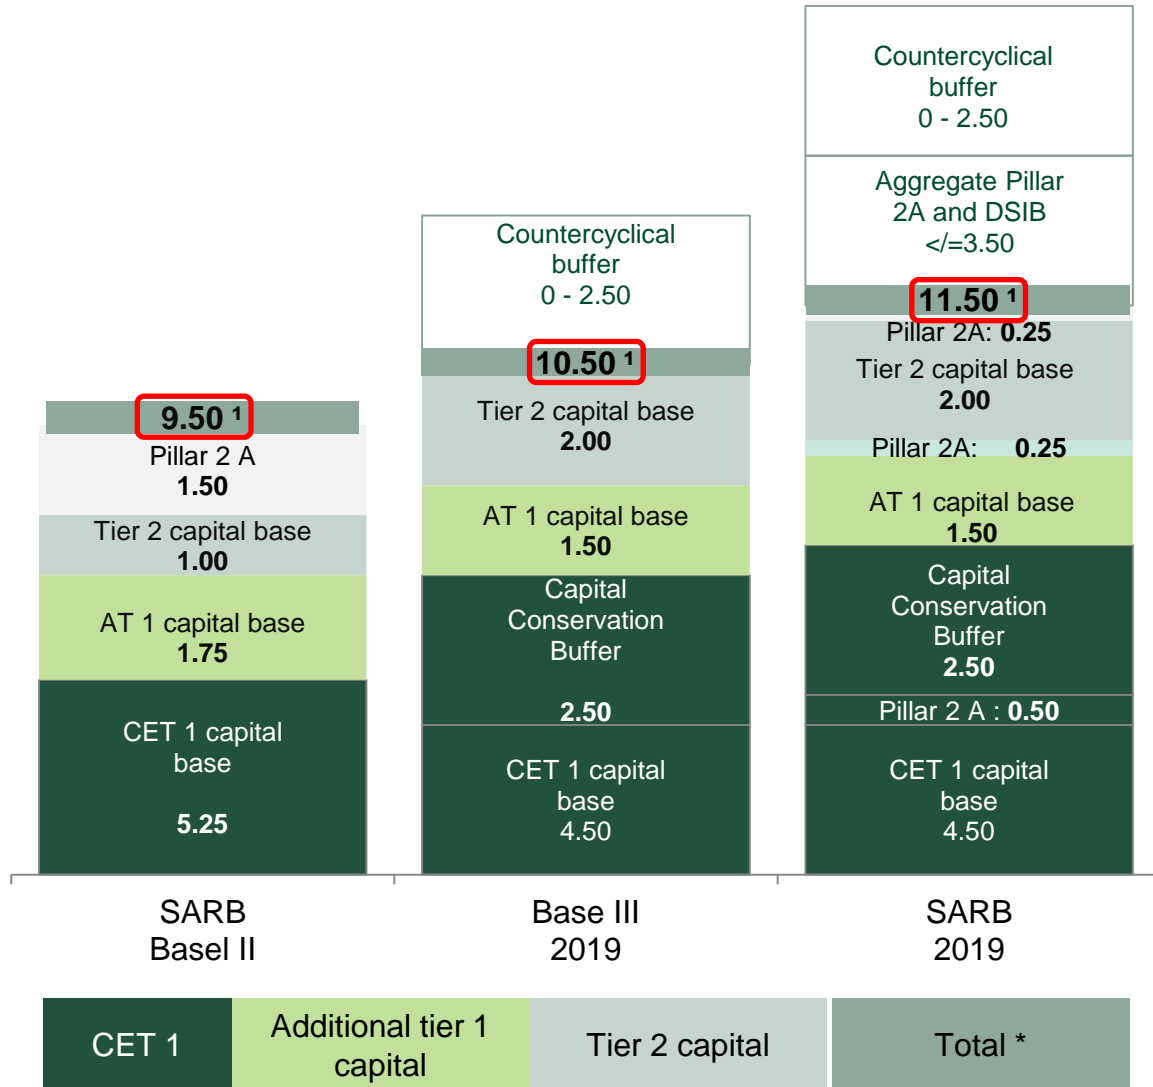 9.50 ¹
Pillar 2 A
1.50
Tier 2 capital base
1.00
AT 1 capital base
1.75
CET 1 capital
base
5.25
SARB
Basel II
Countercyclical
buffer
0 - 2.50
10.50 ¹
Tier 2 capital base
2.00
AT 1 capital base
1.50
Capital
Conservation
Buffer
2.50
CET 1 capital
base
4.50
Base III
2019
Countercyclical
buffer
0 - 2.50
Aggregate Pillar
2A and DSIB
</=3.50
11.50 ¹
Pillar 2A: 0.25
Tier 2 capital base
2.00
Pillar 2A: 0.25
AT 1 capital base
1.50
Capital
Conservation
Buffer
2.50
Pillar 2 A : 0.50
CET 1 capital
base
4.50
SARB
2019
CET 1
Additional tier 1
capital
Tier 2 capital
Total *